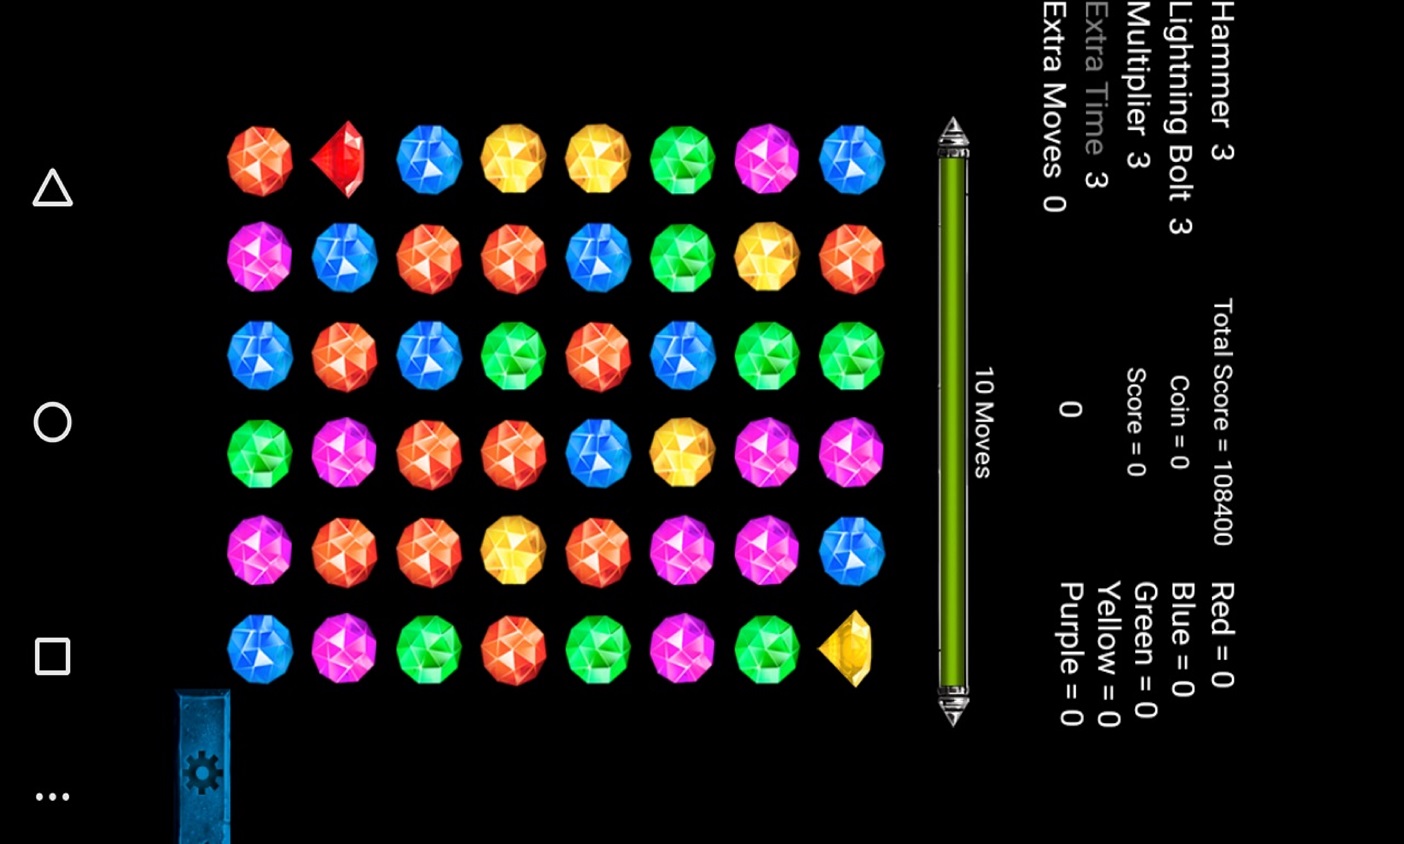 Hammer 3
Lightning Bolt 3
Multiplier 3
Extra Time 3
Extra Moves 0
Total Score = 108400
Coin = 0
Score = 0
0
Red = 0
Blue = 0
Green = 0
Yellow = 0
Purple = 0
10 Moves